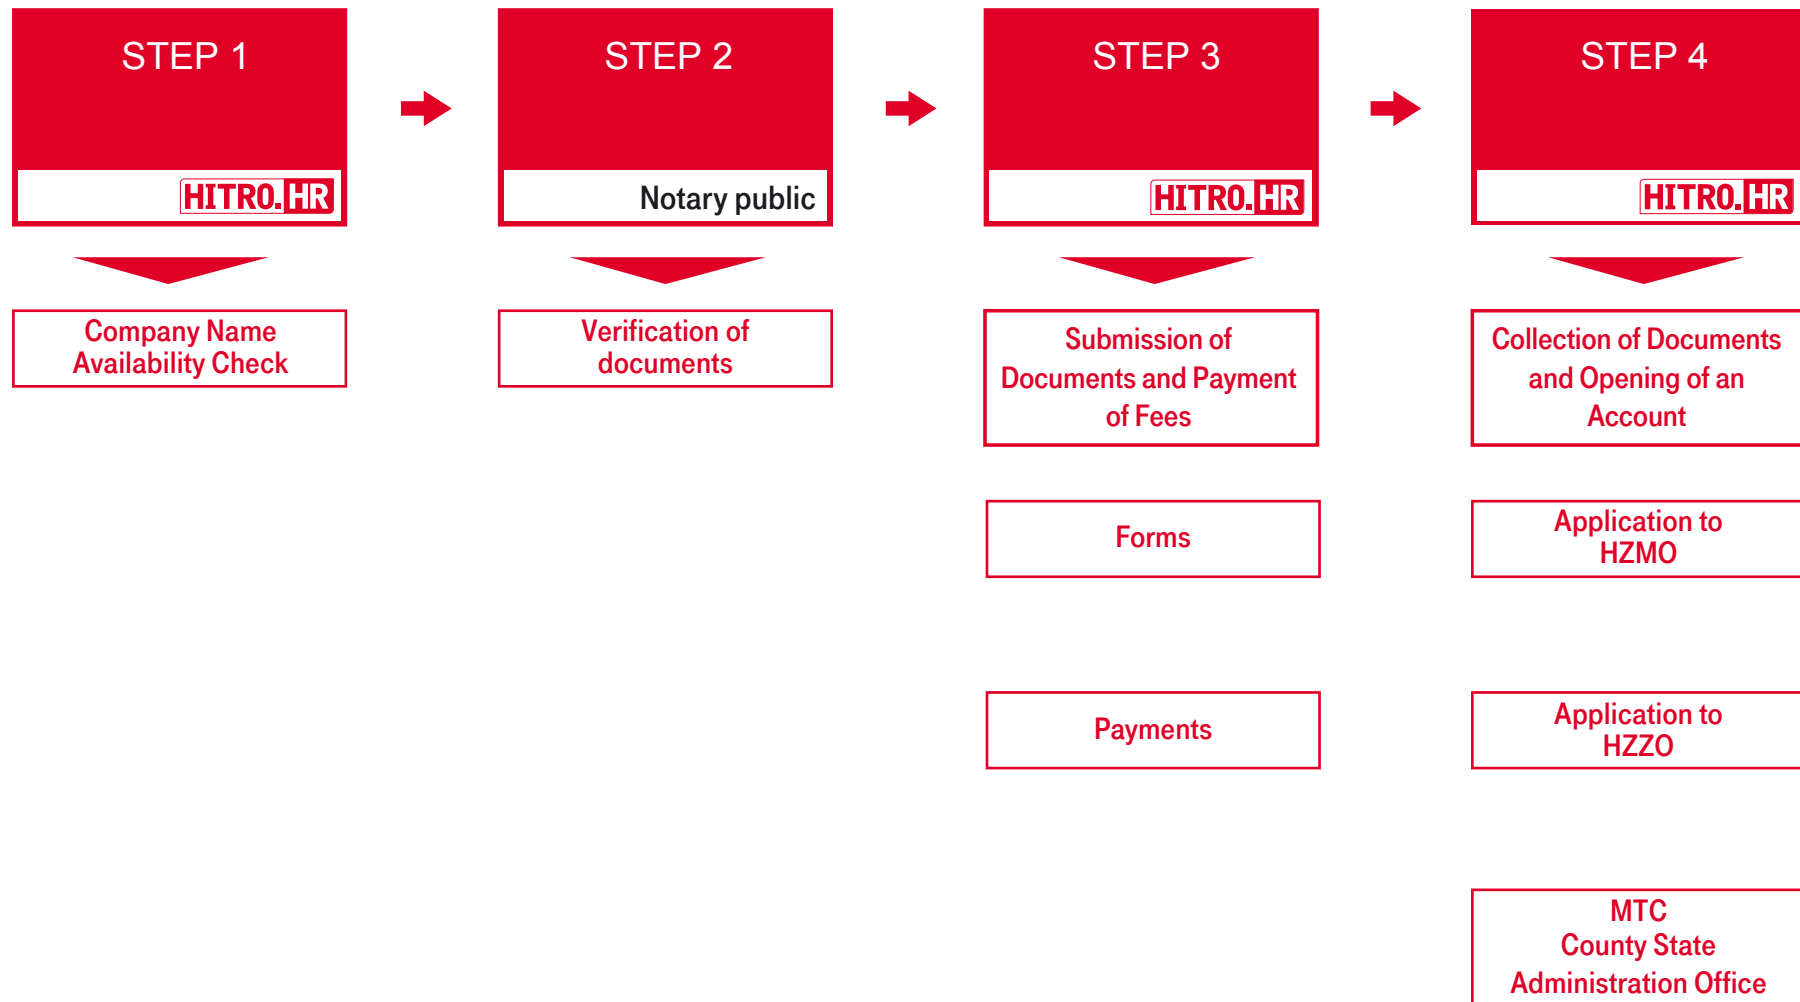 STEP 1
HITRO.HR
Company Name
Availability Check
STEP 2
Notary public
Verification of
documents
STEP 3
HITRO.HR
Submission of
Documents and Payment
of Fees
Forms
Payments
STEP 4
HITRO.HR
Collection of Documents
and Opening of an
Account
Application to
HZMO
Application to
HZZO
MTC
County State
Administration Office